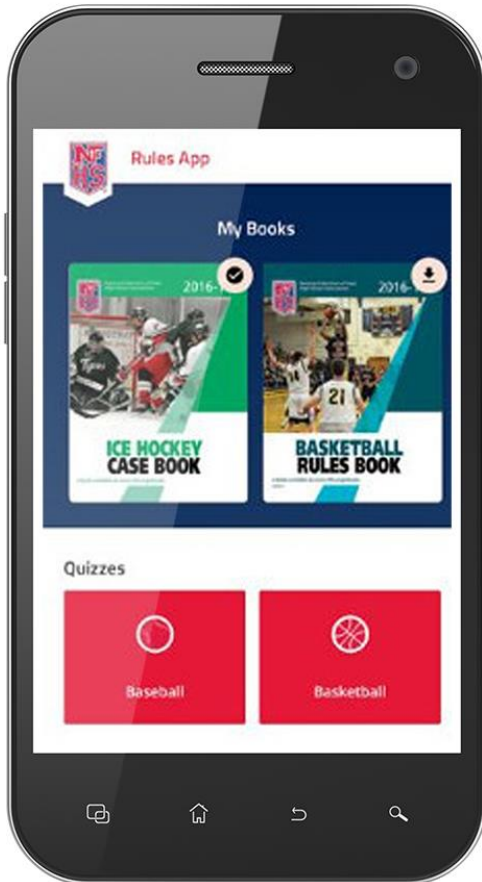 NF
HS
Rules App
My Books
2016-1
2016-
21
ICE HOCKEY
CASE BOOK
BASKETBALL
RULES BOOK
Quizzes
Baseball
Basketball